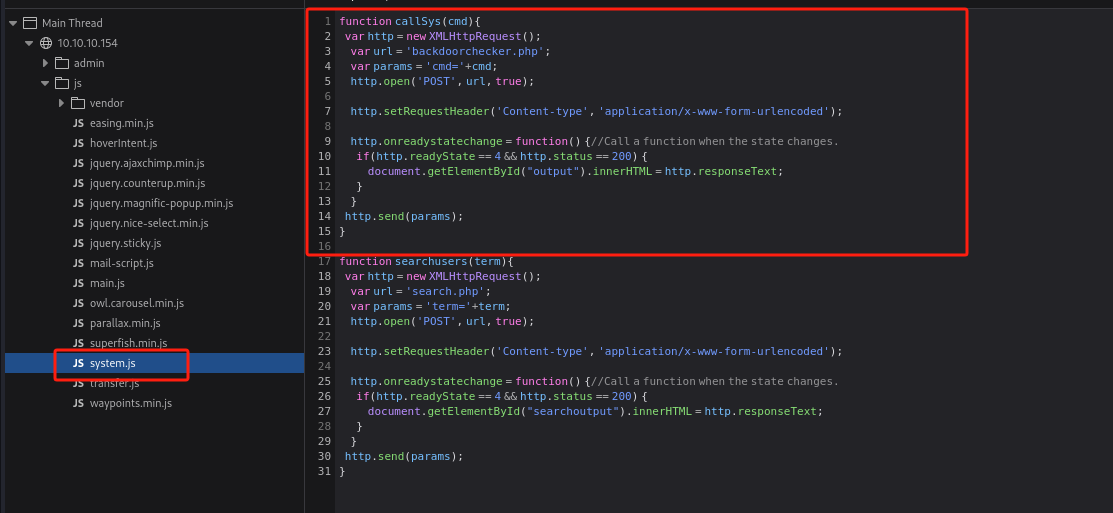 Main Thread
10.10.10.154
admin
js
vendor
JS easing.min.js
JS hoverIntent.js
JS jquery.ajaxchimp.min.js
JS jquery.counterup.min.js
JS jquery.magnific-popup.min.js
JS jquery.nice-select.min.js
JS jquery.sticky.js
JS mail-script.js
JS main.js
JS owl.carousel.min.js
JS parallax.min.js
JS superfish.min.js
JS system.js
JS transfer.js
JS waypoints.min.js
1 function callSys(cmd){
2 var http = new XMLHttpRequest();
3 var url = 'backdoorchecker.php';
4 var params = 'cmd='+cmd;
5 http.open('POST', url, true);
6
7 http.setRequestHeader('Content-type', 'application/x-www-form-urlencoded');
8
9 http.onreadystatechange = function() {//Call a function when the state changes.
10 if(http.readyState == 4 && http.status == 200) {
11 document.getElementById("output").innerHTML = http.responseText;
12 }
13 }
14 http.send(params);
15 }
16
17 function searchusers(term){
18 var http = new XMLHttpRequest();
19 var url = 'search.php';
20 var params = 'term='+term;
21 http.open('POST', url, true);
22
23 http.setRequestHeader('Content-type', 'application/x-www-form-urlencoded');
24
25 http.onreadystatechange = function() {//Call a function when the state changes.
26 if(http.readyState == 4 && http.status == 200) {
27 document.getElementById("searchoutput").innerHTML = http.responseText;
28 }
29 }
30 http.send(params);
31 }